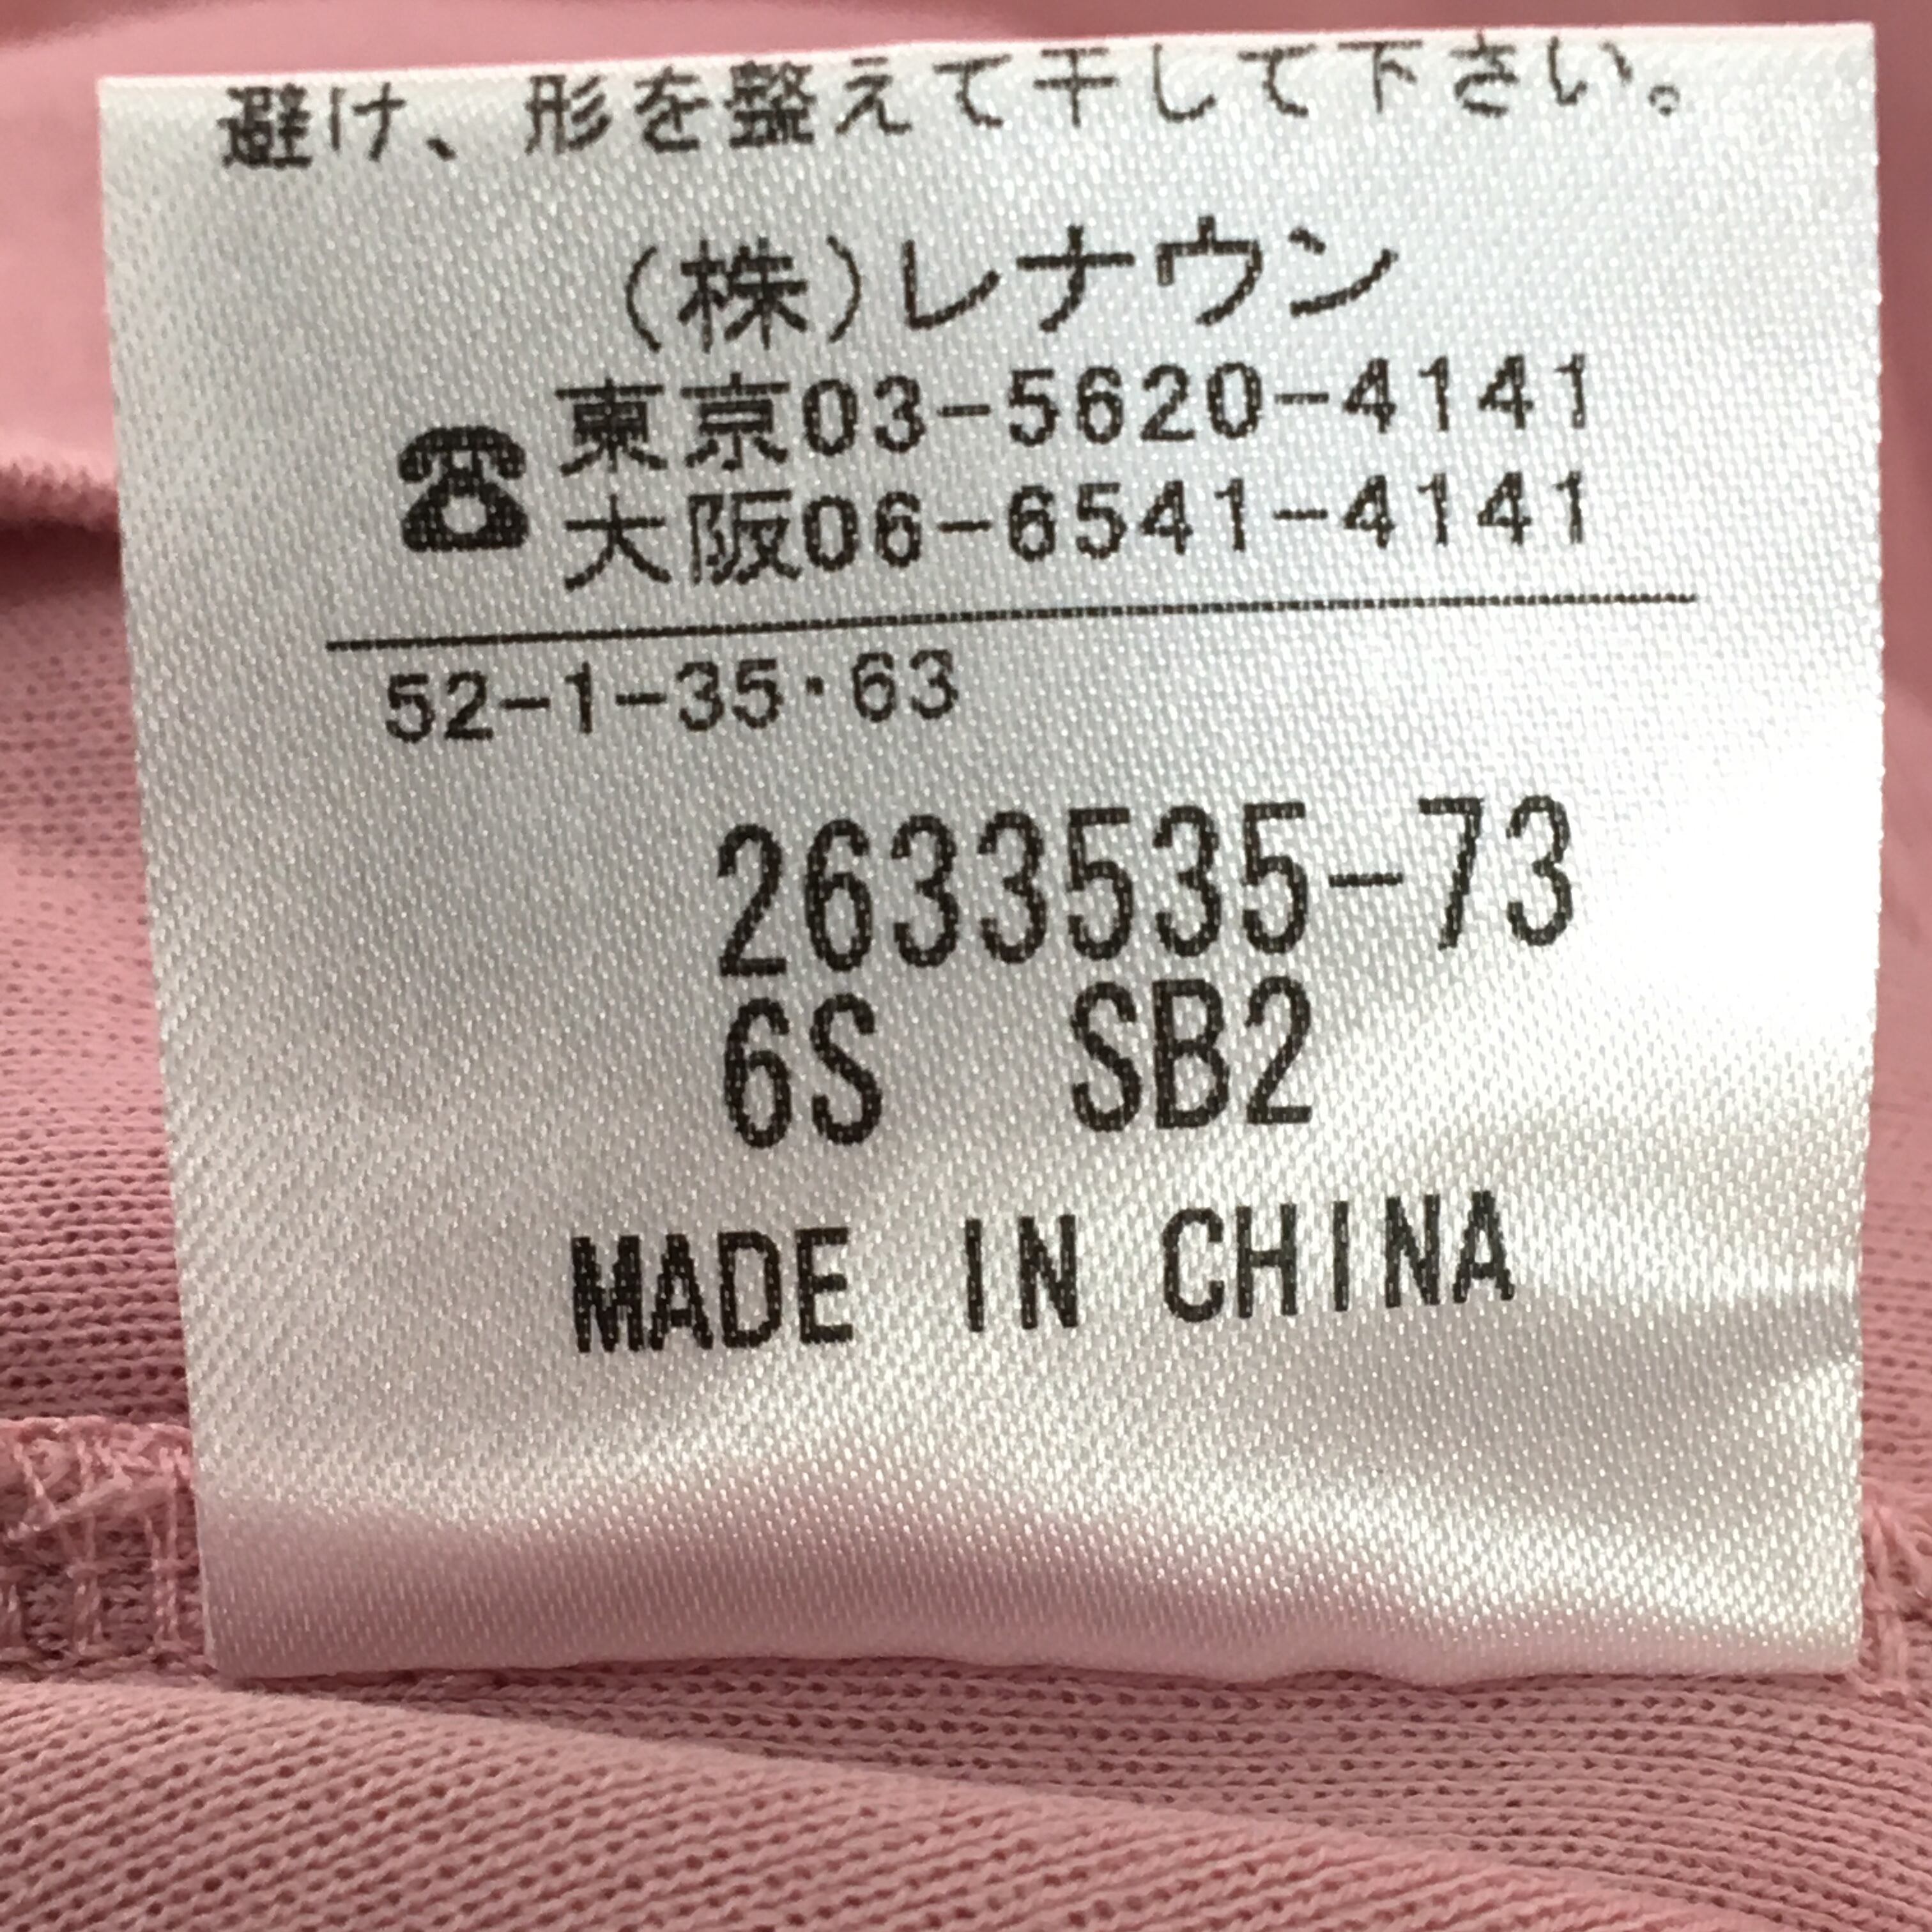 避け、形を整えて干して下さい。
(株)レナウン
☎東京03-5620-4141
大阪06-6541-4141
52-1-35・63
2633535-73
6S SB2
MADE IN CHINA